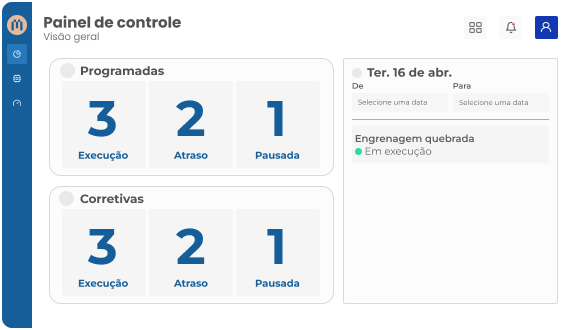 Painel de controle
Visão geral
Programadas
3 2 1
Execução Atraso Pausada
Corretivas
3 2 1
Execução Atraso Pausada
Ter. 16 de abr.
De Para
Selecione uma data Selecione uma data
Engrenagem quebrada
Em execução